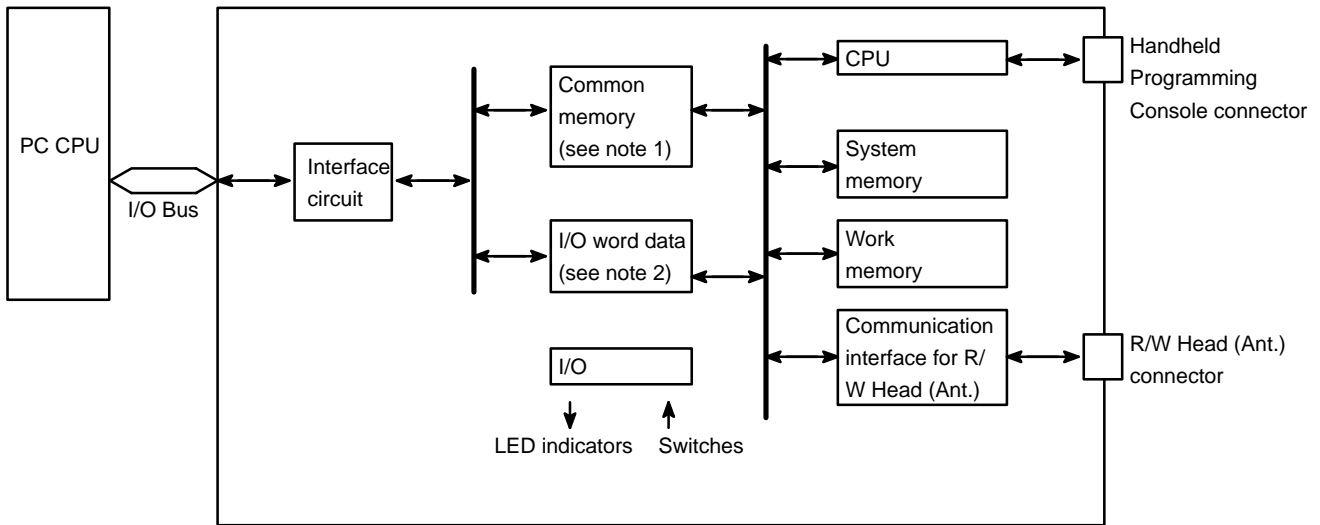 PC CPU
I/O Bus
Interface
circuit
Common
memory
(see note 1)
I/O word data
(see note 2)
I/O
LED indicators
Switches
CPU
System
memory
Work
memory
Communication
interface for R/
W Head (Ant.)
Handheld
Programming
Console connector
R/W Head (Ant.)
connector